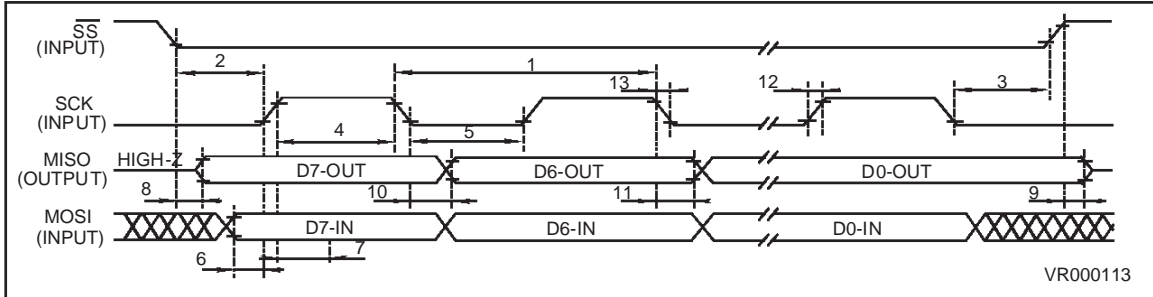 SS
(INPUT)
2
1
13
12
3
SCK
(INPUT)
4
5
MISO
(OUTPUT)
HIGH-Z
D7-OUT
D6-OUT
D0-OUT
8
10
11
9
MOSI
(INPUT)
D7-IN
D6-IN
D0-IN
6
7
VR000113